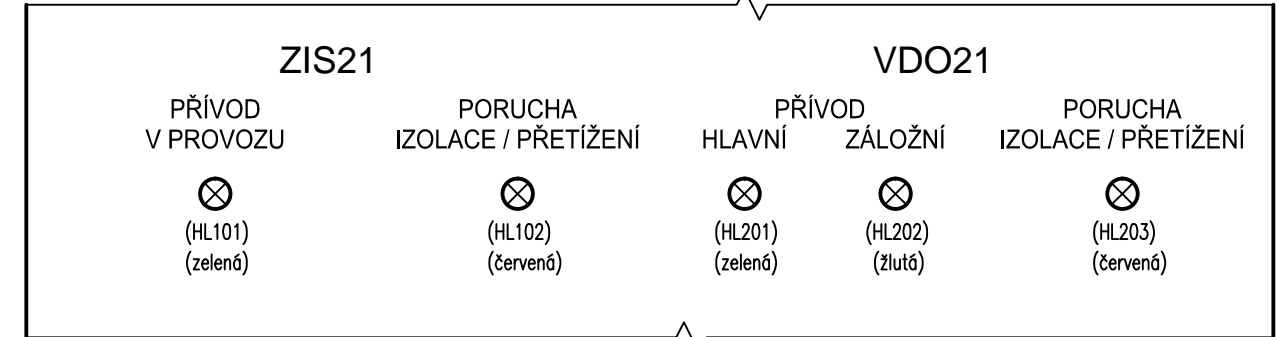 ZIS21
VDO21
PŘÍVOD
V PROVOZU
PORUCHA
IZOLACE / PŘETÍŽENÍ
PŘÍVOD
HLAVNÍ
ZÁLOŽNÍ
PORUCHA
IZOLACE / PŘETÍŽENÍ
(HL101)
(zelená)
(HL102)
(červená)
(HL201)
(zelená)
(HL202)
(žlutá)
(HL203)
(červená)